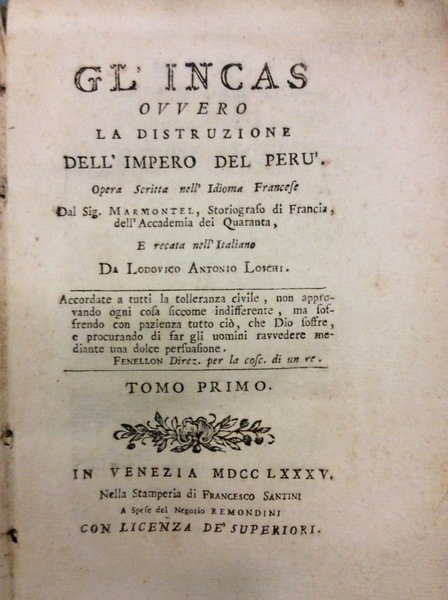 GL' INCAS
OVVERO
LA DISTRUZIONE
DELL' IMPERO DEL PERU'.
Opera Scritta nell' Idioma Francese
Dal Sig. MARMONTEL, Storiografo di Francia,
dell' Accademia dei Quaranta,
E recata nell' Italiano
DA LODOVICO ANTONIO LOSCHI.
Accordate a tutti la tolleranza civile, non appro-
vando ogni cosa siccome indifferente, ma sof-
frendo con pazienza tutto ciò, che Dio soffre,
e procurando di far gli uomini ravvedere me-
diante una dolce persuasione.
FENELLON Direz. per la cosc. di un re.
TOMO PRIMO.
IN VENEZIA MDCC LXXXV.
Nella Stamperia di FRANCESCO SANTINI
A Spese del Negozio REMONDINI
CON LICENZA DE' SUPERIORI.